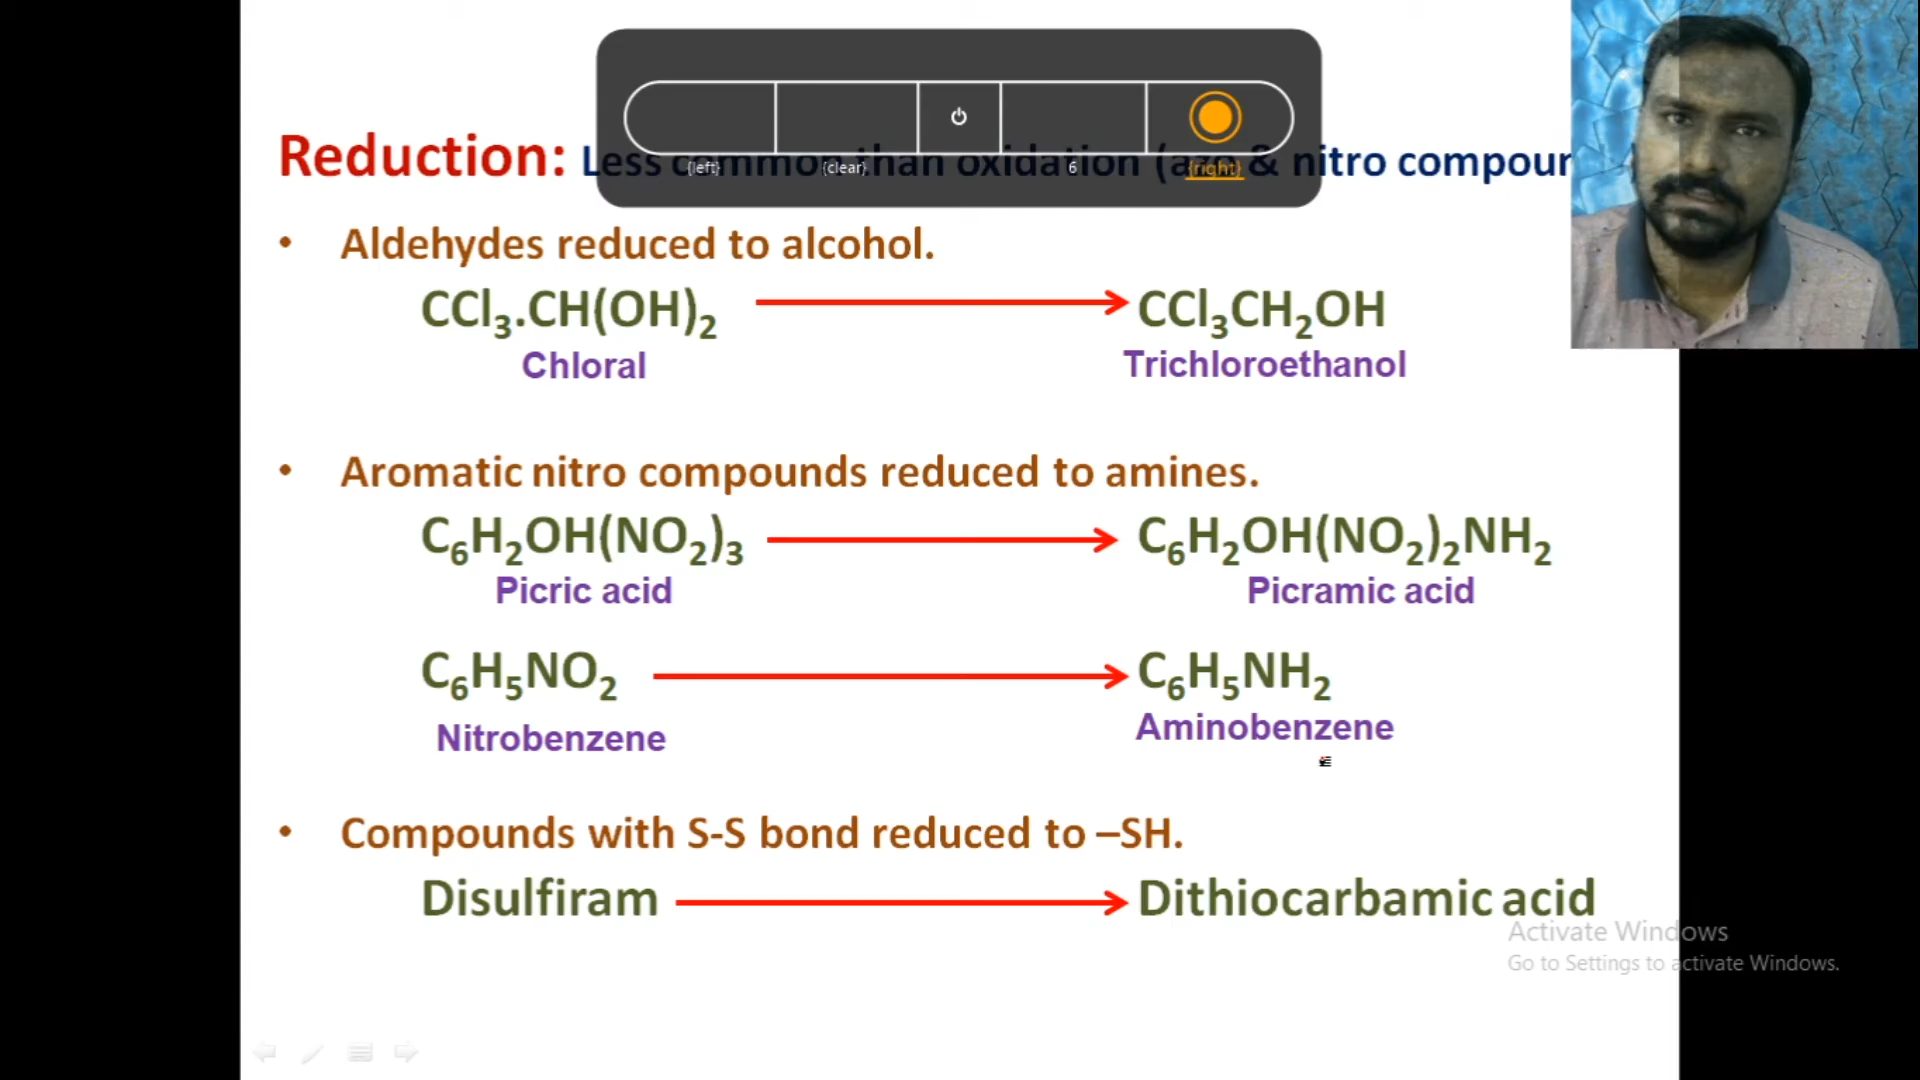 Reduction: Less common than oxidation (a & nitro compour
{left} {clear} 6 {right}
• Aldehydes reduced to alcohol.
CCl3.CH(OH)2 CCl3CH2OH
Chloral Trichloroethanol
• Aromatic nitro compounds reduced to amines.
C6H2OH(NO2)3 C6H2OH(NO2)2NH2
Picric acid Picramic acid
C6H5NO2 C6H5NH2
Nitrobenzene Aminobenzene
• Compounds with S-S bond reduced to –SH.
Disulfiram Dithiocarbamic acid
Activate Windows
Go to Settings to activate Windows.